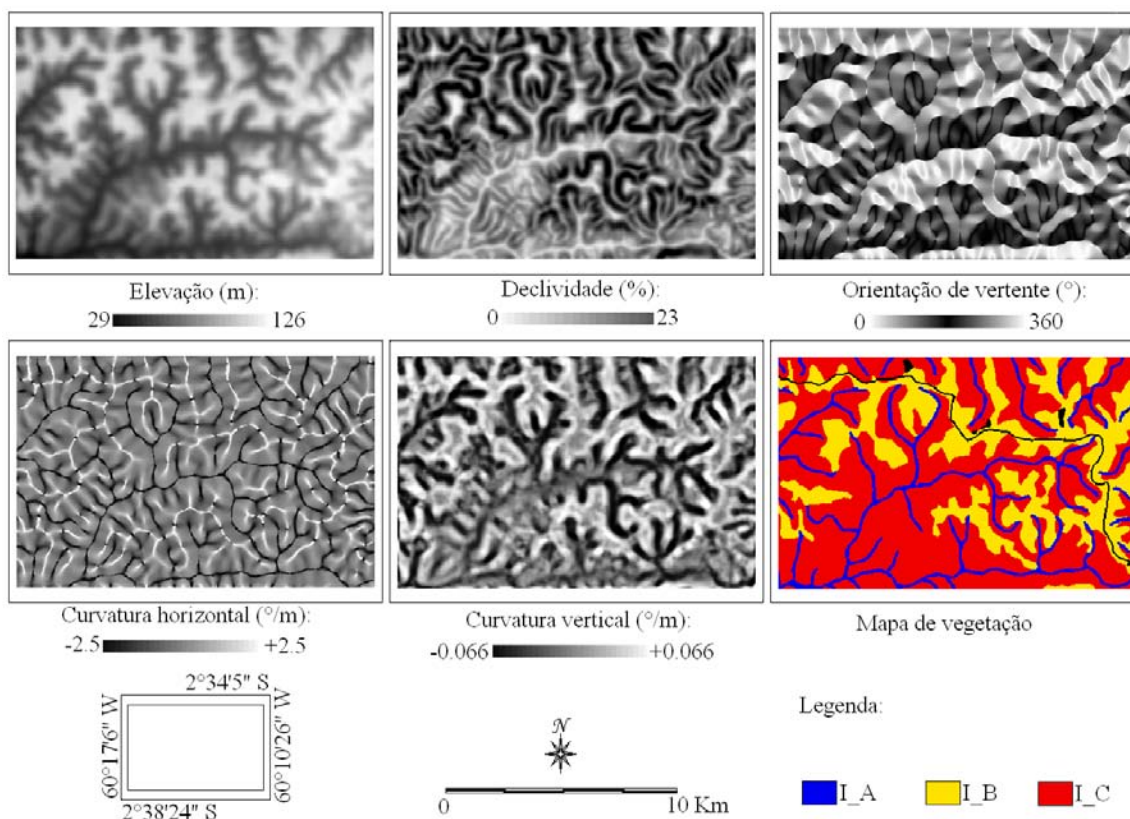 Elevação (m):
29 126
Declividade (%):
0 23
Orientação de vertente (°):
0 360
Curvatura horizontal (°/m):
-2.5 +2.5
Curvatura vertical (°/m):
-0.066 +0.066
Mapa de vegetação
2°34'5" S
60°17'6" W
60°10'26" W
2°38'24" S
N
0 10 Km
Legenda:
I_A I_B I_C